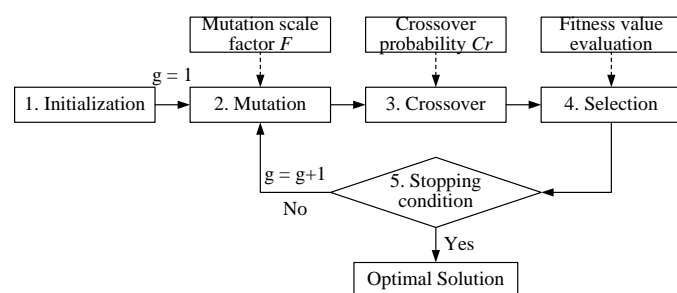 Mutation scale
factor F
Crossover
probability Cr
Fitness value
evaluation
g = 1
1. Initialization
2. Mutation
3. Crossover
4. Selection
g = g+1
5. Stopping
condition
No
Yes
Optimal Solution